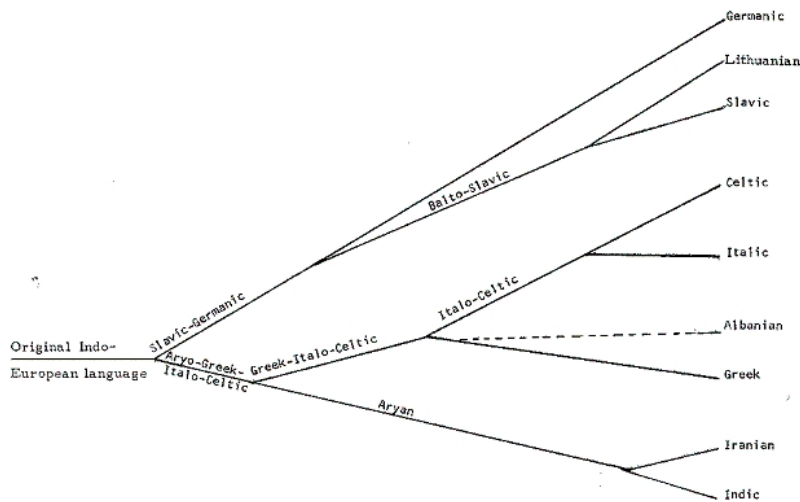 Germanic
Lithuanian
Slavic
Balto-Slavic
Celtic
Italic
Italo-Celtic
Slavic-Germanic
Albanian
Original Indo-
European language
Aryo-Greek-
Italo-Celtic
Greek-Italo-Celtic
Greek
Aryan
Iranian
Indic